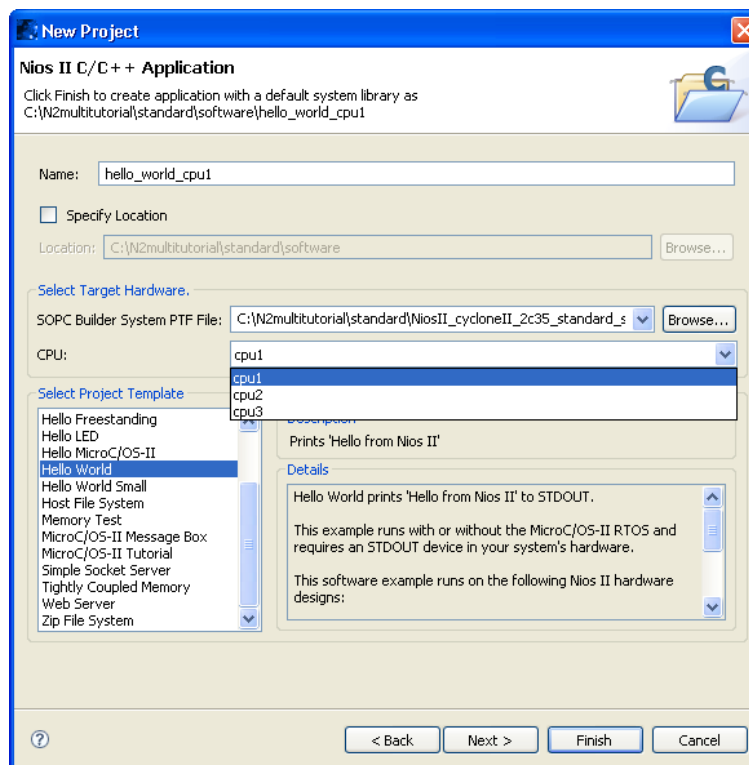 New Project
Nios II C/C++ Application
Click Finish to create application with a default system library as
C:\N2multitutorial\standard\software\hello_world_cpu1
Name: hello_world_cpu1
Specify Location
Location: C:\N2multitutorial\standard\software Browse...
Select Target Hardware.
SOPC Builder System PTF File: C:\N2multitutorial\standard\NiosII_cycloneII_2c35_standard_s Browse...
CPU: cpu1
cpu1
cpu2
cpu3
Select Project Template
Hello Freestanding
Hello LED
Hello MicroC/OS-II
Hello World
Hello World Small
Host File System
Memory Test
MicroC/OS-II Message Box
MicroC/OS-II Tutorial
Simple Socket Server
Tightly Coupled Memory
Web Server
Zip File System
Description
Prints 'Hello from Nios II'
Details
Hello World prints 'Hello from Nios II' to STDOUT.
This example runs with or without the MicroC/OS-II RTOS and
requires an STDOUT device in your system's hardware.
This software example runs on the following Nios II hardware
designs:
< Back Next > Finish Cancel